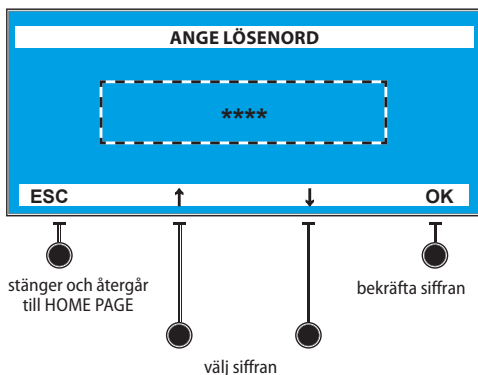 ANGE LÖSENORD
****
ESC ↑ ↓ OK
stänger och återgår
till HOME PAGE
bekräfta siffran
välj siffran